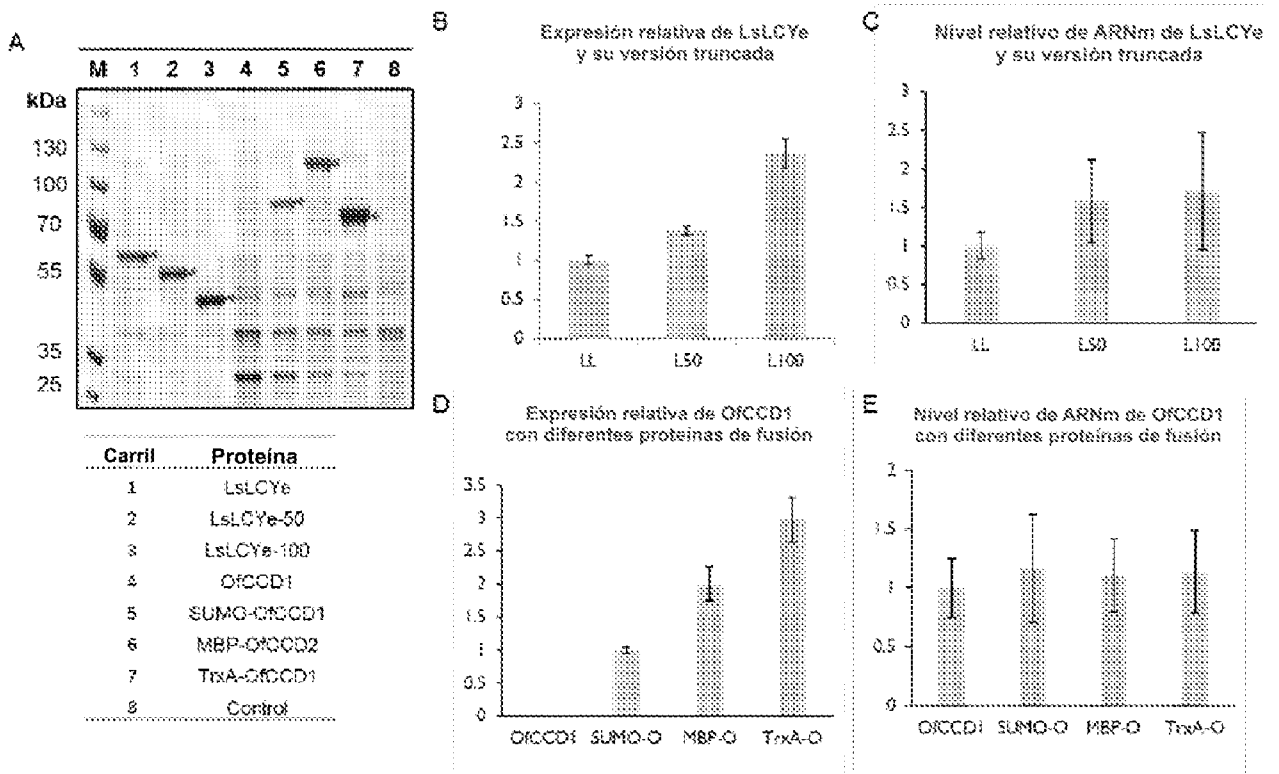 A
M 1 2 3 4 5 6 7 8
kDa
130
100
70
55
35
25
Carril Proteína
1 LsLCYe
2 LsLCYe-50
3 LsLCYe-100
4 OfCCD1
5 SUMO-OfCCD1
6 MBP-OfCCD2
7 TrxA-OfCCD1
8 Control
B
Expresión relativa de LsLCYe
y su versión truncada
3
2.5
2
1.5
1
0.5
0
LL L50 L100
C
Nivel relativo de ARNm de LsLCYe
y su versión truncada
3
2.5
2
1.5
1
0.5
0
LL L50 L100
D
Expresión relativa de OfCCD1
con diferentes proteínas de fusión
3.5
3
2.5
2
1.5
1
0.5
0
OfCCD1 SUMO-O MBP-O TrxA-O
E
Nivel relativo de ARNm de OfCCD1
con diferentes proteínas de fusión
2
1.5
1
0.5
0
OfCCD1 SUMO-O MBP-O TrxA-O